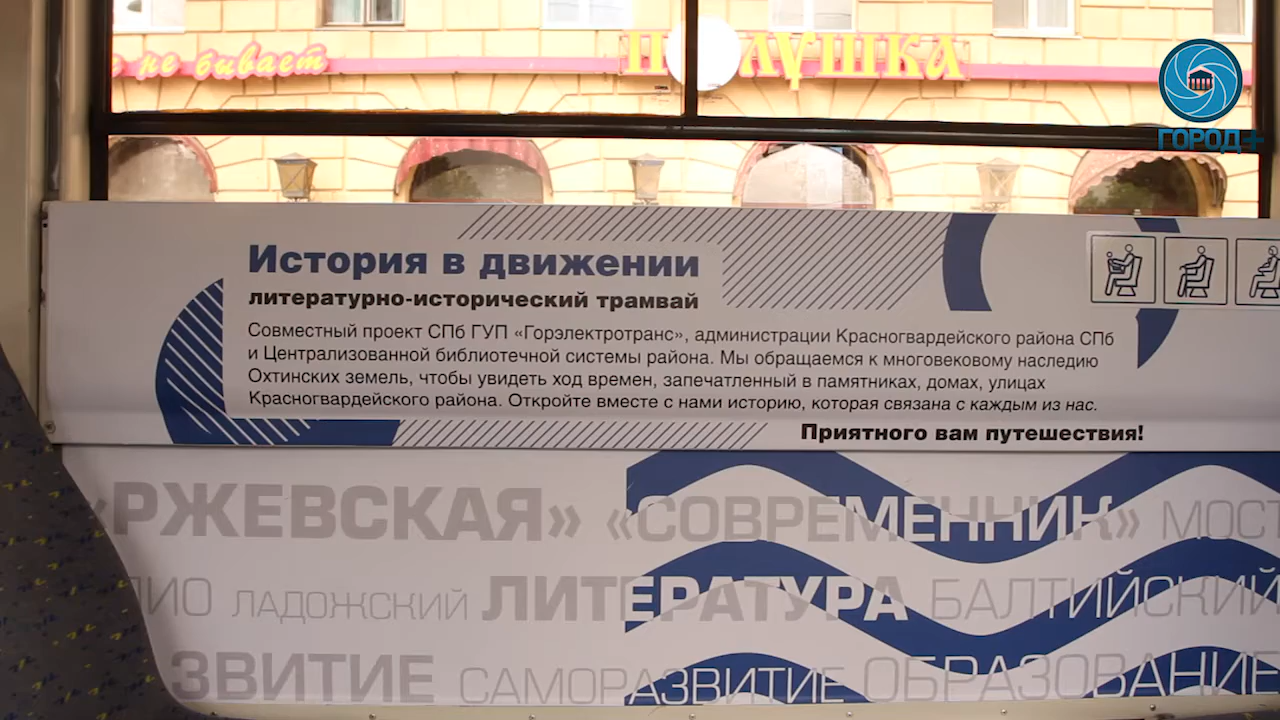 не бывает
ГОРОД+
История в движении
литературно-исторический трамвай
Совместный проект СПб ГУП «Горэлектротранс», администрации Красногвардейского района СПб
и Централизованной библиотечной системы района. Мы обращаемся к многовековому наследию
Охтинских земель, чтобы увидеть ход времен, запечатленный в памятниках, домах, улицах
Красногвардейского района. Откройте вместе с нами историю, которая связана с каждым из нас.
Приятного вам путешествия!
«РЖЕВСКАЯ» «СОВРЕМЕННИК» МОСТ
ЛАДОЖСКИЙ ЛИТЕРАТУРА БАЛТИЙСКИЙ
ЗВИТИЕ САМОРАЗВИТИЕ ОБРАЗОВАНИЕ